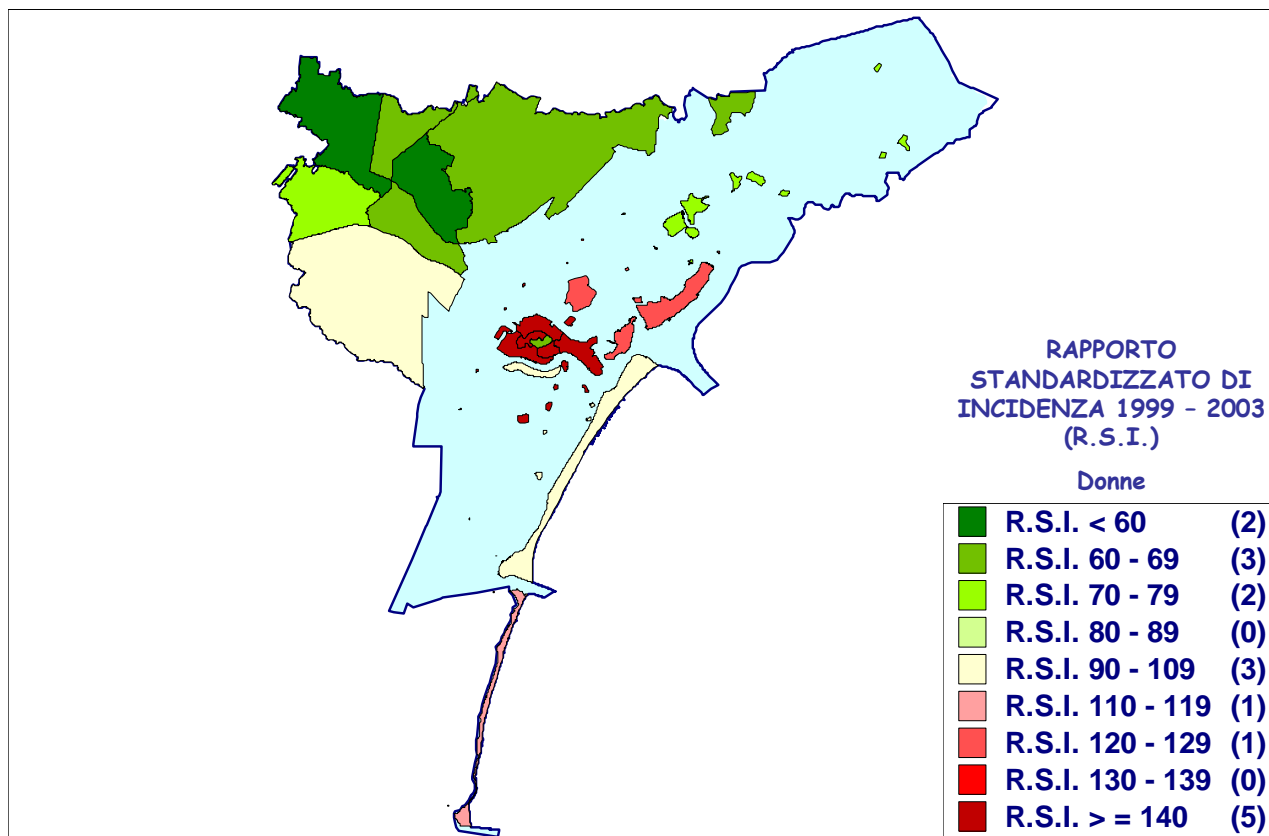 RAPPORTO
STANDARDIZZATO DI
INCIDENZA 1999 - 2003
(R.S.I.)
Donne
R.S.I. < 60 (2)
R.S.I. 60 - 69 (3)
R.S.I. 70 - 79 (2)
R.S.I. 80 - 89 (0)
R.S.I. 90 - 109 (3)
R.S.I. 110 - 119 (1)
R.S.I. 120 - 129 (1)
R.S.I. 130 - 139 (0)
R.S.I. > = 140 (5)